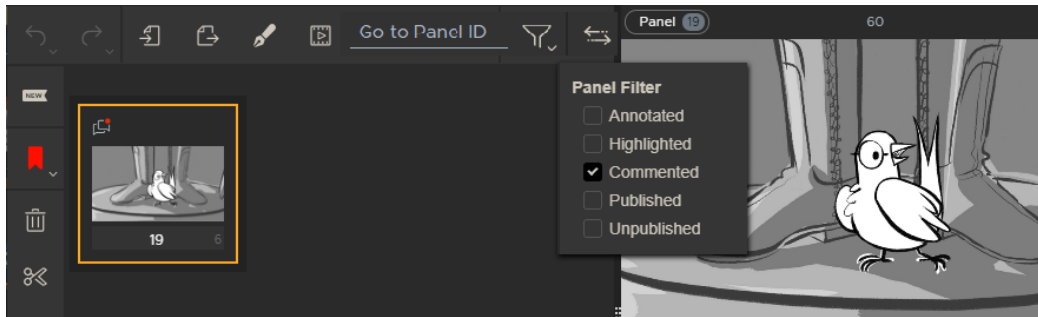 Go to Panel ID
Panel 19
60
NEW
Panel Filter
Annotated
Highlighted
Commented
Published
Unpublished
19
6